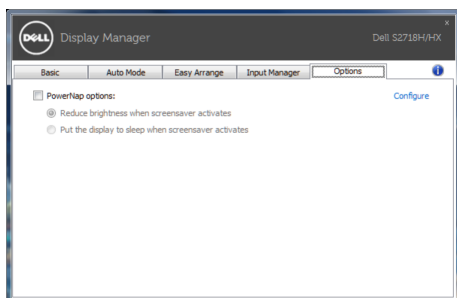 DELL Display Manager
Dell S2718H/HX
Basic Auto Mode Easy Arrange Input Manager Options
PowerNap options: Configure
Reduce brightness when screensaver activates
Put the display to sleep when screensaver activates